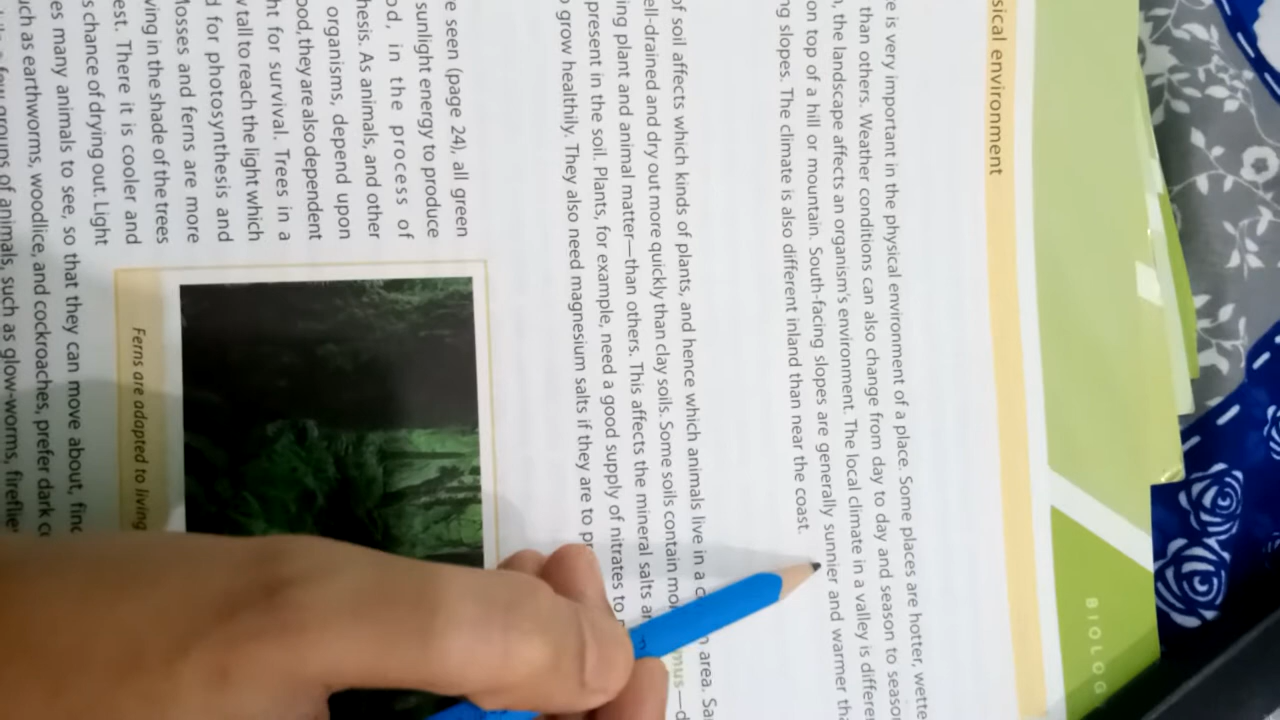 sical environment
BIOLOG
e is very important in the physical environment of a place. Some places are hotter, wette
than others. Weather conditions can also change from day to day and season to season
, the landscape affects an organism's environment. The local climate in a valley is differen
on top of a hill or mountain. South-facing slopes are generally sunnier and warmer tha
ng slopes. The climate is also different inland than near the coast.
of soil affects which kinds of plants, and hence which animals live in a area. Sa
ell-drained and dry out more quickly than clay soils. Some soils contain mus—d
ing plant and animal matter—than others. This affects the mineral salts
present in the soil. Plants, for example, need a good supply of nitrates to
grow healthily. They also need magnesium salts if they are to
e seen (page 24), all green
sunlight energy to produce
od, in the process of
hesis. As animals, and other
organisms, depend upon
ood, they are also dependent
ht for survival. Trees in a
w tall to reach the light which
d for photosynthesis and
Mosses and ferns are more
ving in the shade of the trees
est. There it is cooler and
s chance of drying out. Light
es many animals to see, so that they can move about, find
uch as earthworms, woodlice, and cockroaches, prefer dark
few groups of animals, such as glow-worms, fireflie
Ferns are adapted to living